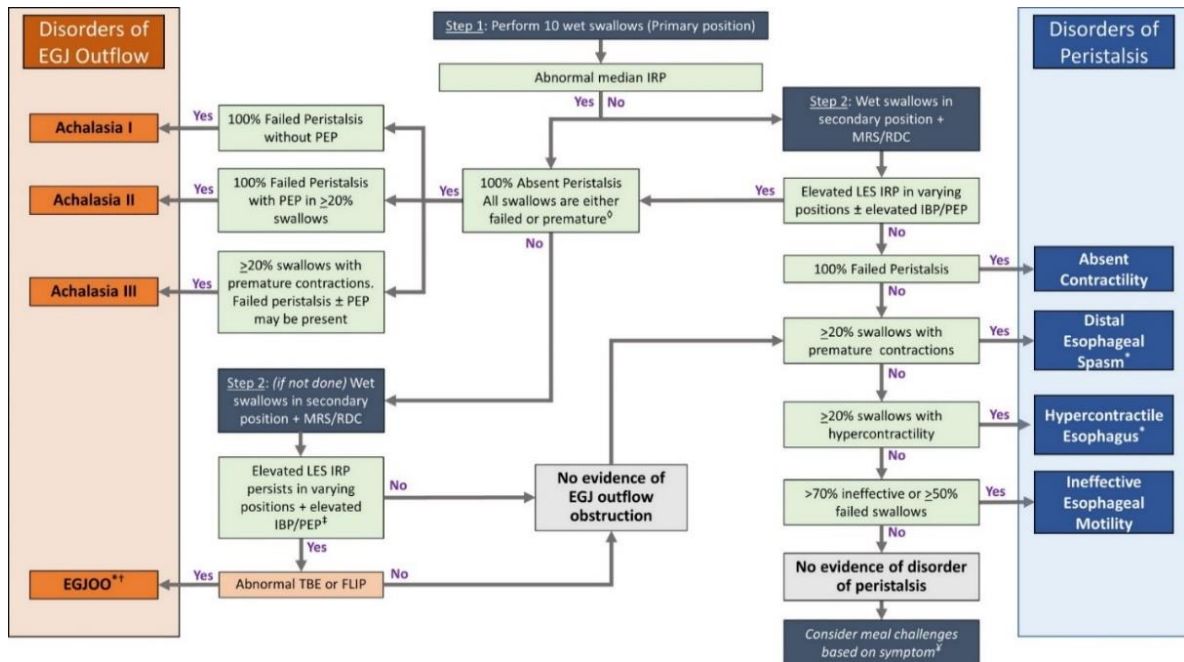 Disorders of
EGJ Outflow
Step 1: Perform 10 wet swallows (Primary position)
Disorders of
Peristalsis
Abnormal median IRP
Yes
No
Step 2: Wet swallows in
secondary position +
MRS/RDC
Achalasia I
Yes
100% Failed Peristalsis
without PEP
Achalasia II
Yes
100% Failed Peristalsis
with PEP in ≥20%
swallows
Yes
100% Absent Peristalsis
All swallows are either
failed or premature◊
Yes
Elevated LES IRP in varying
positions ± elevated IBP/PEP
No
No
Achalasia III
Yes
≥20% swallows with
premature contractions.
Failed peristalsis ± PEP
may be present
100% Failed Peristalsis
Yes
Absent
Contractility
No
≥20% swallows with
premature contractions
Yes
Distal
Esophageal
Spasm*
No
Step 2: (if not done) Wet
swallows in secondary
position + MRS/RDC
≥20% swallows with
hypercontractility
Yes
Hypercontractile
Esophagus*
No
Elevated LES IRP
persists in varying
positions + elevated
IBP/PEP‡
No
No evidence of
EGJ outflow
obstruction
>70% ineffective or ≥50%
failed swallows
Yes
Ineffective
Esophageal
Motility
Yes
No
EGJOO*†
Yes
Abnormal TBE or FLIP
No
No evidence of disorder
of peristalsis
Consider meal challenges
based on symptom¥